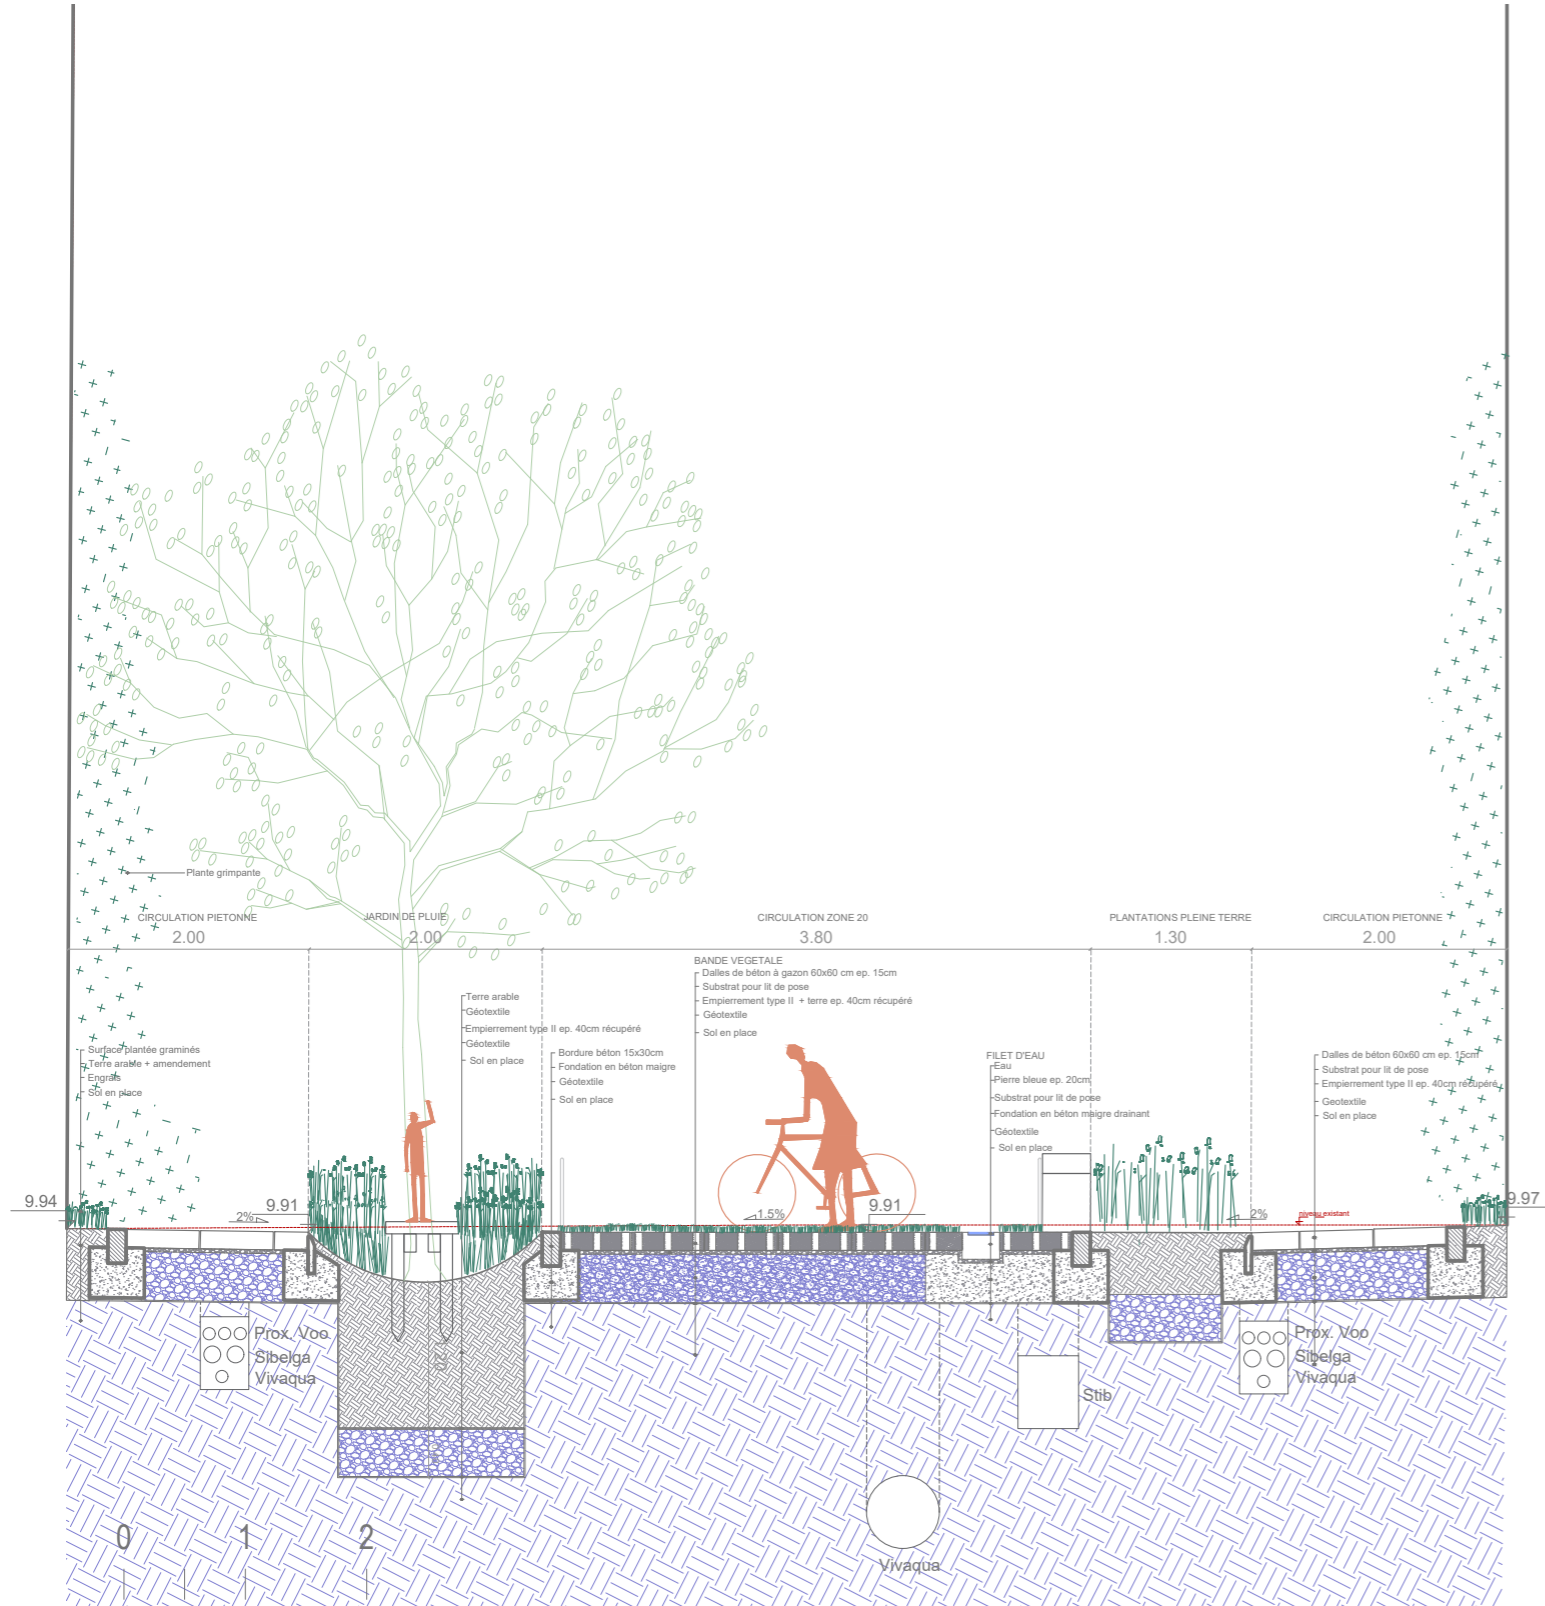 Plante grimpante
CIRCULATION PIETONNE
2.00
JARDIN DE PLUIE
2.00
CIRCULATION ZONE 20
3.80
PLANTATIONS PLEINE TERRE
1.30
CIRCULATION PIETONNE
2.00
Surface plantée graminés
Terre arable + amendement
Engrais
Sol en place
Terre arable
Géotextile
Empierrement type II ep. 40cm récupéré
Géotextile
Sol en place
Bordure béton 15x30cm
Fondation en béton maigre
Géotextile
Sol en place
BANDE VEGETALE
Dalles de béton à gazon 60x60 cm ep. 15cm
Substrat pour lit de pose
Empierrement type II + terre ep. 40cm récupéré
Géotextile
Sol en place
FILET D'EAU
Eau
Pierre bleue ep. 20cm
Substrat pour lit de pose
Fondation en béton maigre drainant
Géotextile
Sol en place
Dalles de béton 60x60 cm ep. 15cm
Substrat pour lit de pose
Empierrement type II ep. 40cm récupéré
Geotextile
Sol en place
9.94
2%
9.91
1.5%
9.91
2%
niveau existant
9.97
Prox. Voo
Sibelga
Vivaqua
Stib
Prox. Voo
Sibelga
Vivaqua
Vivaqua
0 1 2